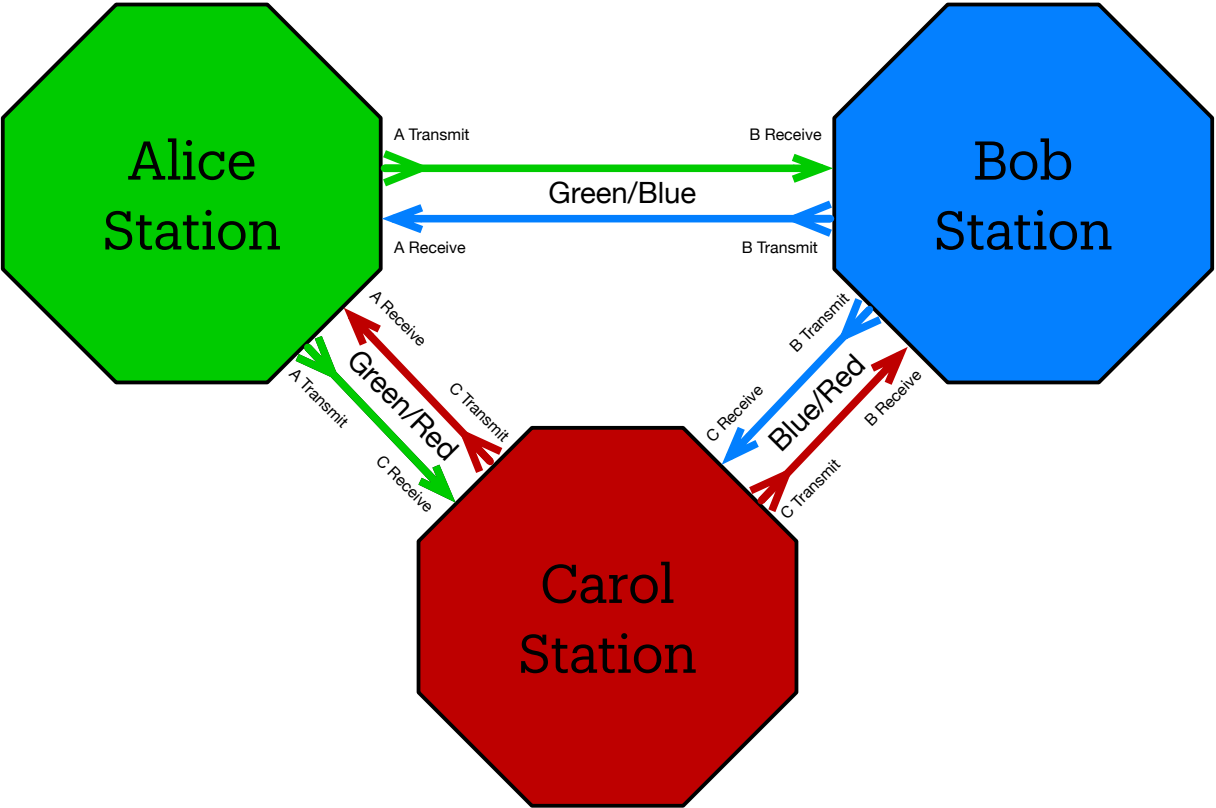 Alice
Station
Bob
Station
A Transmit
B Receive
Green/Blue
A Receive
B Transmit
A Receive
C Transmit
Green/Red
A Transmit
C Receive
B Transmit
C Receive
Blue/Red
B Receive
C Transmit
Carol
Station